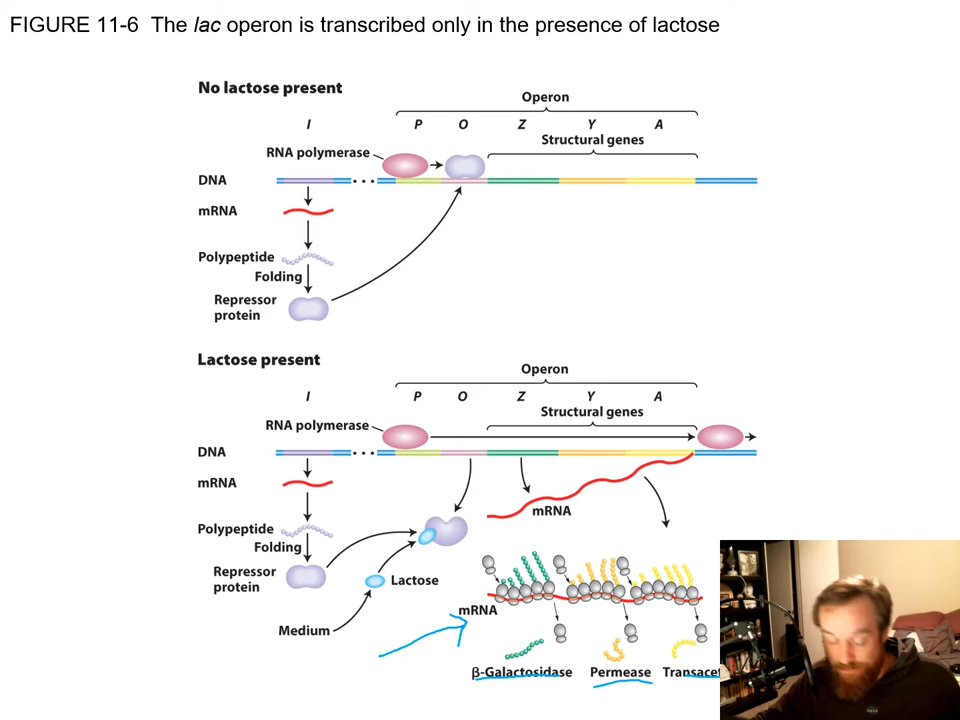 FIGURE 11-6 The lac operon is transcribed only in the presence of lactose
No lactose present
Operon
I P O Z Y A
Structural genes
RNA polymerase
DNA
mRNA
Polypeptide
Folding
Repressor
protein
Lactose present
Operon
I P O Z Y A
Structural genes
RNA polymerase
DNA
mRNA
mRNA
Polypeptide
Folding
Repressor
protein
Lactose
mRNA
Medium
β-Galactosidase Permease Transacet